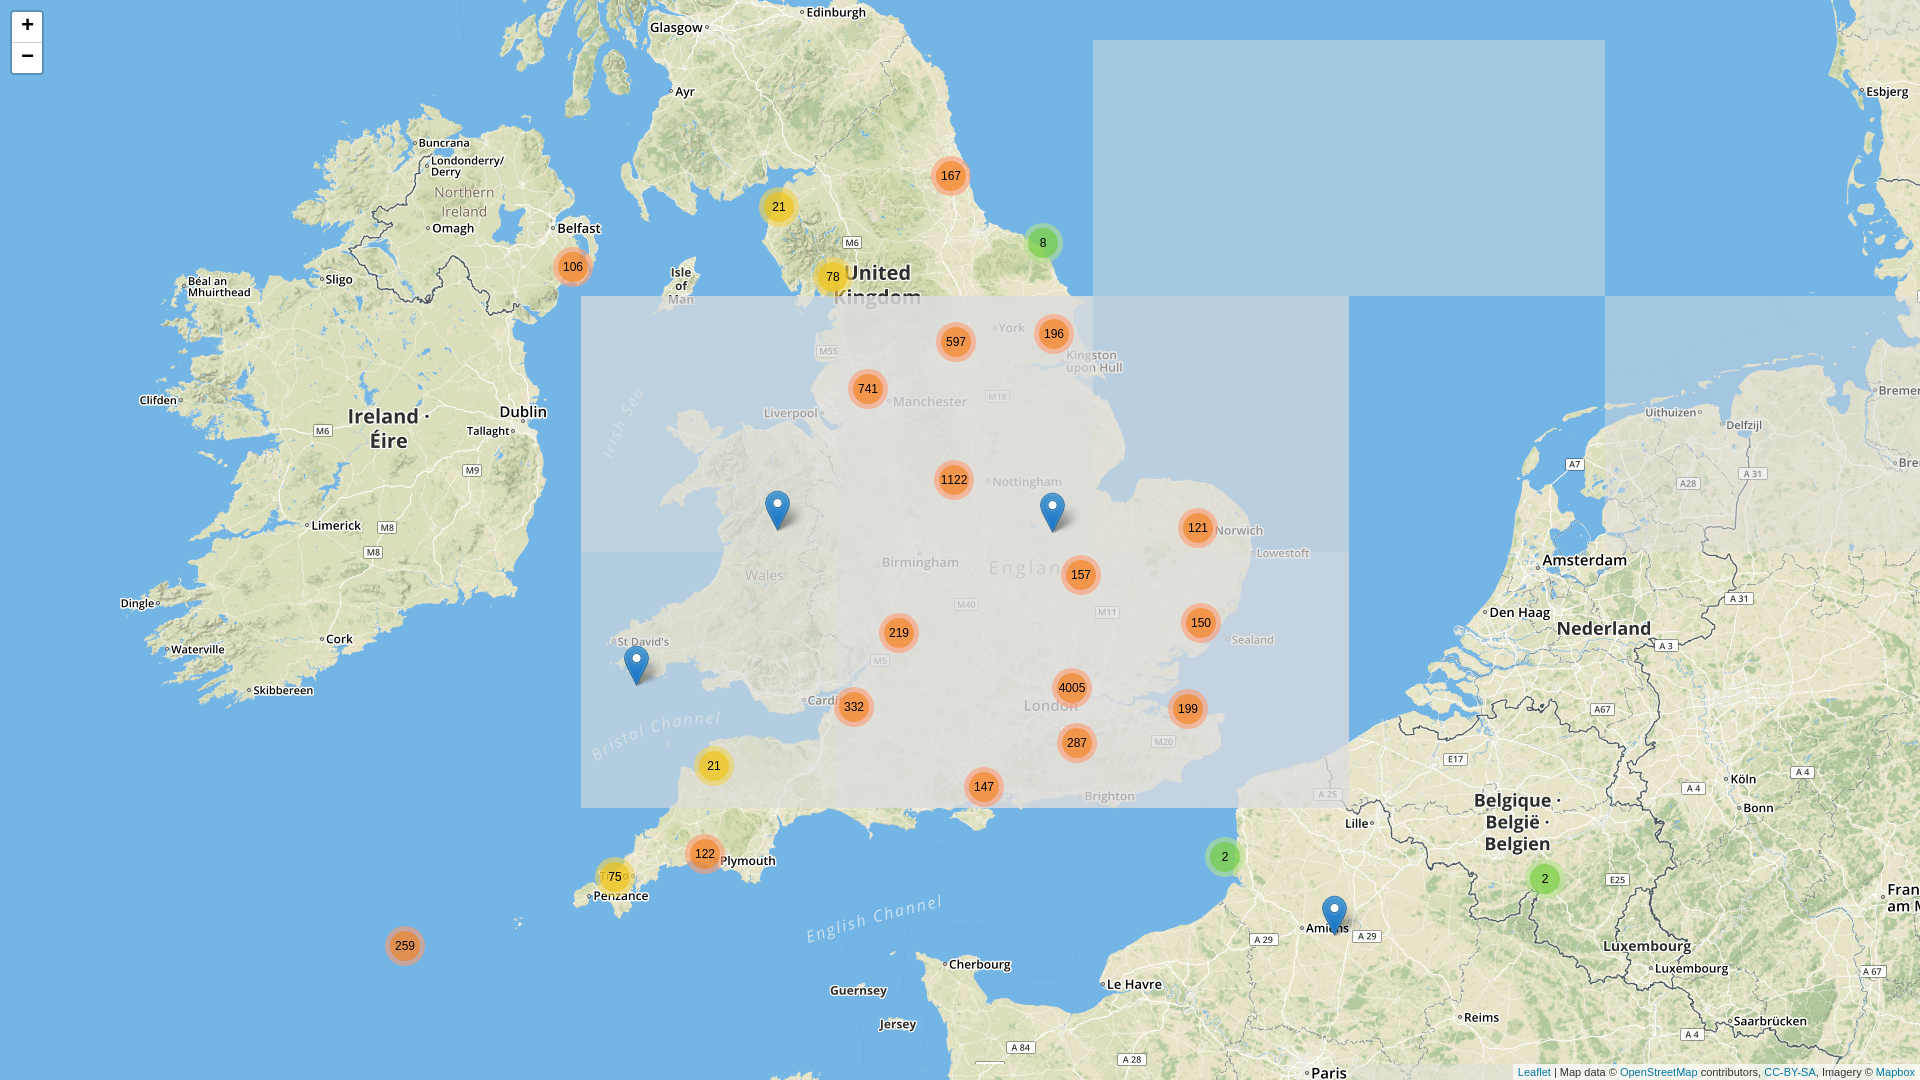 +
−
Glasgow
Edinburgh
Ayr
Esbjerg
Buncrana
Londonderry/
Derry
Northern
Ireland
Omagh
Belfast
167
21
M6
8
106
78
United
Kingdom
Isle
of
Man
Sligo
Béal an
Mhuirthead
York
597
196
M55
Kingston
upon Hull
741
Manchester
M18
Liverpool
Irish Sea
Clifden
Dublin
Tallaght
Ireland ·
Éire
M6
M9
Uithuizen
Delfzijl
A7
A 31
A28
1122
Nottingham
121
Norwich
Lowestoft
Limerick
M8
M8
Birmingham
Englan
157
Wales
Amsterdam
Dingle
M40
M11
A 31
Den Haag
Nederland
219
150
Sealand
St David's
Cork
Waterville
M5
A 3
Skibbereen
4005
London
Cardi
332
199
A67
Bristol Channel
287
M20
E17
21
A 4
Köln
A 4
Bonn
147
Brighton
A 25
Belgique ·
België ·
Belgien
Lille
122
Plymouth
75
Penzance
2
2
E25
Fran
am M
English Channel
Amiens
A 29
A 29
259
Luxembourg
Luxembourg
A 67
Cherbourg
Le Havre
Guernsey
Jersey
Reims
Saarbrücken
A 84
A 28
A 4
Paris
Bremer
Bre
Leaflet | Map data © OpenStreetMap contributors, CC-BY-SA, Imagery © Mapbox